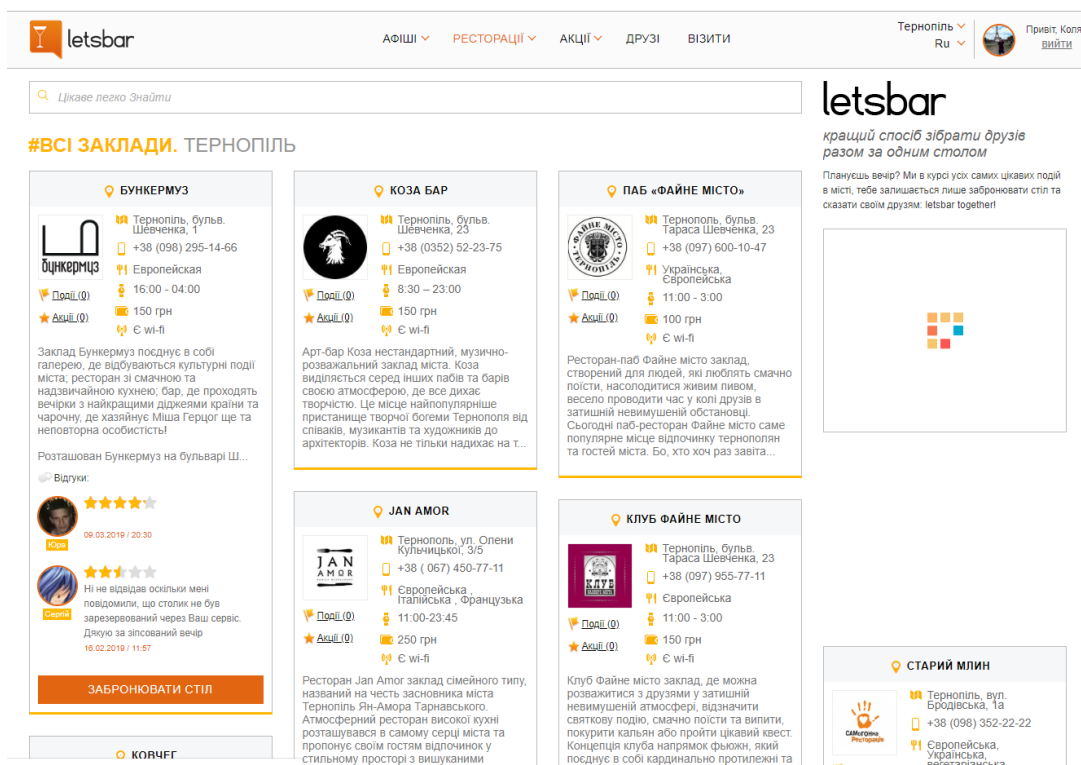 letsbar
АФІШІ
РЕСТОРАЦІЇ
АКЦІЇ
ДРУЗІ
ВІЗИТИ
Тернопіль
Ru
Привіт, Коля
вийти
Цікаве легко Знайти
#ВСІ ЗАКЛАДИ. ТЕРНОПІЛЬ
БУНКЕРМУЗ
бункермуз
Тернопіль, бульв.
Шевченка, 1
+38 (098) 295-14-66
Европейская
16:00 - 04:00
150 грн
Є wi-fi
Події (0)
Акції (0)
Заклад Бункермуз поєднує в собі
галерею, де відбуваються культурні події
міста; ресторан зі смачною та
надзвичайною кухнею; бар, де проходять
вечірки з найкращими діджеями країни та
чарочну, де хазяйнує Міша Герцог ще та
неповторна особистість!
Розташован Бункермуз на бульварі Ш...
Відгуки:
Юра
09.03.2019 / 20:30
Сергій
Ні не відвідав оскільки мені
повідомили, що столик не був
зарезервований через Ваш сервіс.
Дякую за зіпсований вечір
16.02.2019 / 11:57
ЗАБРОНЮВАТИ СТІЛ
КОВЧЕГ
КОЗА БАР
Тернопіль, бульв.
Шевченка, 23
+38 (0352) 52-23-75
Европейская
8:30 – 23:00
150 грн
Є wi-fi
Події (0)
Акції (0)
Арт-бар Коза нестандартний, музично-
розважальний заклад міста. Коза
виділяється серед інших пабів та барів
своєю атмосферою, де все дихає
творчістю. Це місце найпопулярніше
пристанище творчої богеми Тернополя від
співаків, музикантів та художників до
архітекторів. Коза не тільки надихає на т...
JAN AMOR
JAN
AMOR
Тернополь, ул. Олени
Кульчицької, 3/5
+38 ( 067) 450-77-11
Європейська ,
Італійська , Французька
11:00-23:45
250 грн
Є wi-fi
Події (0)
Акції (0)
Ресторан Jan Amor заклад сімейного типу,
названий на честь засновника міста
Тернопіль Ян-Амора Тарнавського.
Атмосферний ресторан високої кухні
розташувався в самому серці міста та
пропонує своїм гостям відпочинок у
стильному просторі з вишуканими
ПАБ «ФАЙНЕ МІСТО»
ФАЙНЕ МІСТО
ТЕРНОПІЛЬ
Тернополь, бульв.
Тараса Шевченка, 23
+38 (097) 600-10-47
Українська,
Європейська
11:00 - 3:00
100 грн
Є wi-fi
Події (0)
Акції (0)
Ресторан-паб Файне місто заклад,
створений для людей, які люблять смачно
поїсти, насолодитися живим пивом,
весело проводити час у колі друзів в
затишній невимушеній обстановці.
Сьогодні паб-ресторан Файне місто саме
популярне місце відпочинку тернополян
та гостей міста. Бо, хто хоч раз завіта...
КЛУБ ФАЙНЕ МІСТО
КЛУБ
Тернопіль, бульв.
Тараса Шевченка, 23
+38 (097) 955-77-11
Європейська
11:00 - 3:00
150 грн
Є wi-fi
Події (0)
Акції (0)
Клуб Файне місто заклад, де можна
розважитися з друзями у затишній
невимушеній атмосфері, відзначити
святкову подію, смачно поїсти та випити,
покурити кальян або пройти цікавий квест.
Концепція клуба напрямок фьюжн, який
поєднує в собі кардинально протилежні та
letsbar
кращий спосіб зібрати друзів
разом за одним столом
Плануєшь вечір? Ми в курсі усіх самих цікавих подій
в місті, тебе залишається лише забронювати стіл та
сказати своїм друзям: letsbar together!
СТАРИЙ МЛИН
САМогонна
Ресторація
Тернопіль, вул.
Бродівська, 1а
+38 (098) 352-22-22
Європейська,
Українська,
вегетаріанська